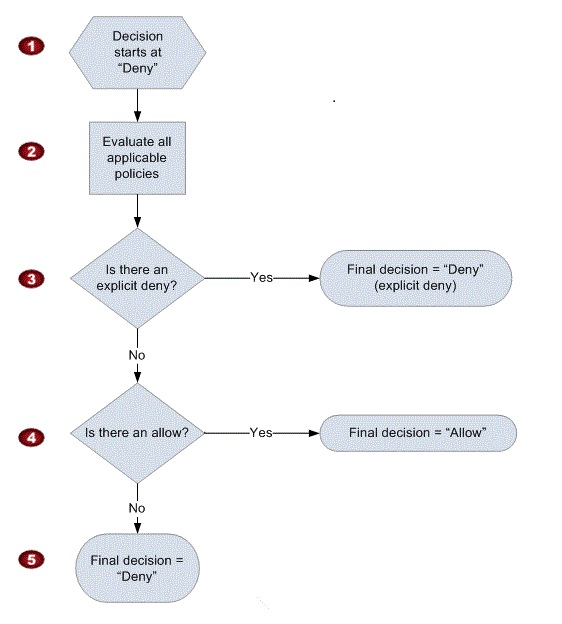 1
Decision
starts at
“Deny”
2
Evaluate all
applicable
policies
3
Is there an
explicit deny?
Yes
Final decision = “Deny”
(explicit deny)
No
4
Is there an allow?
Yes
Final decision = “Allow”
No
5
Final decision =
“Deny”